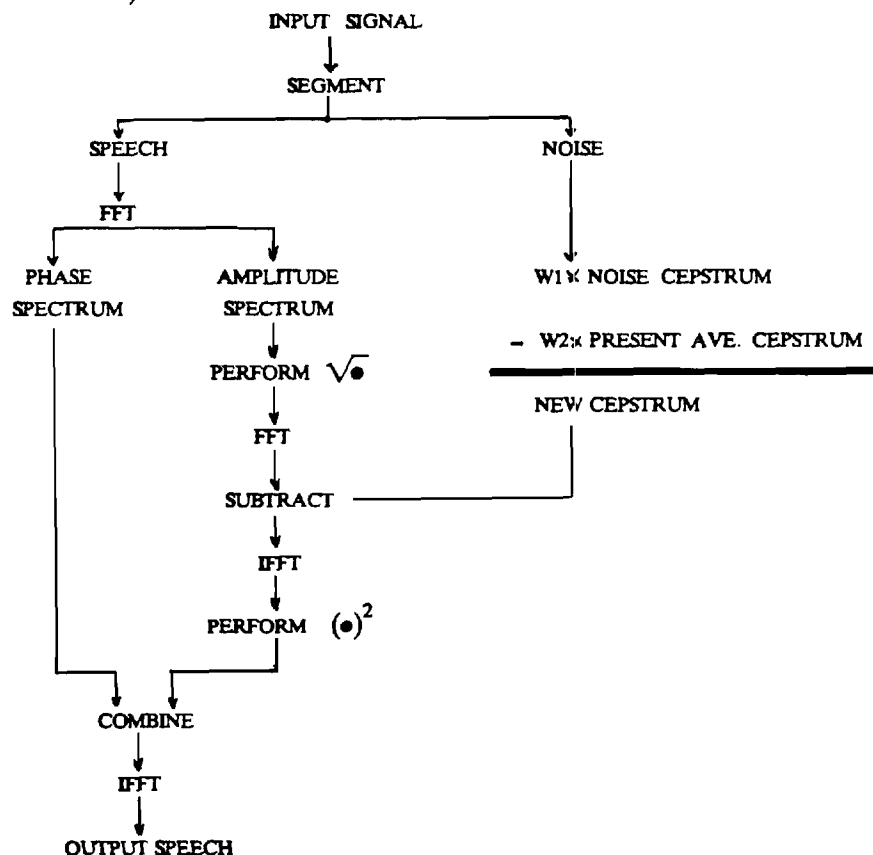 INPUT SIGNAL
SEGMENT
SPEECH
NOISE
FFT
PHASE SPECTRUM
AMPLITUDE SPECTRUM
W1× NOISE CEPSTRUM
– W2× PRESENT AVE. CEPSTRUM
PERFORM √●
NEW CEPSTRUM
FFT
SUBTRACT
IFFT
PERFORM (●)²
COMBINE
IFFT
OUTPUT SPEECH